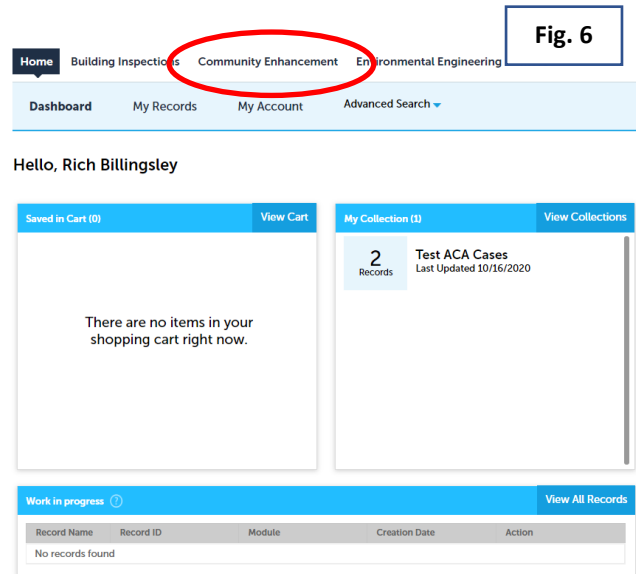 Fig. 6
Home Building Inspections Community Enhancement Environmental Engineering
Dashboard My Records My Account Advanced Search
Hello, Rich Billingsley
Saved in Cart (0) View Cart
My Collection (1) View Collections
There are no items in your
shopping cart right now.
2
Records
Test ACA Cases
Last Updated 10/16/2020
Work in progress ? View All Records
Record Name Record ID Module Creation Date Action
No records found